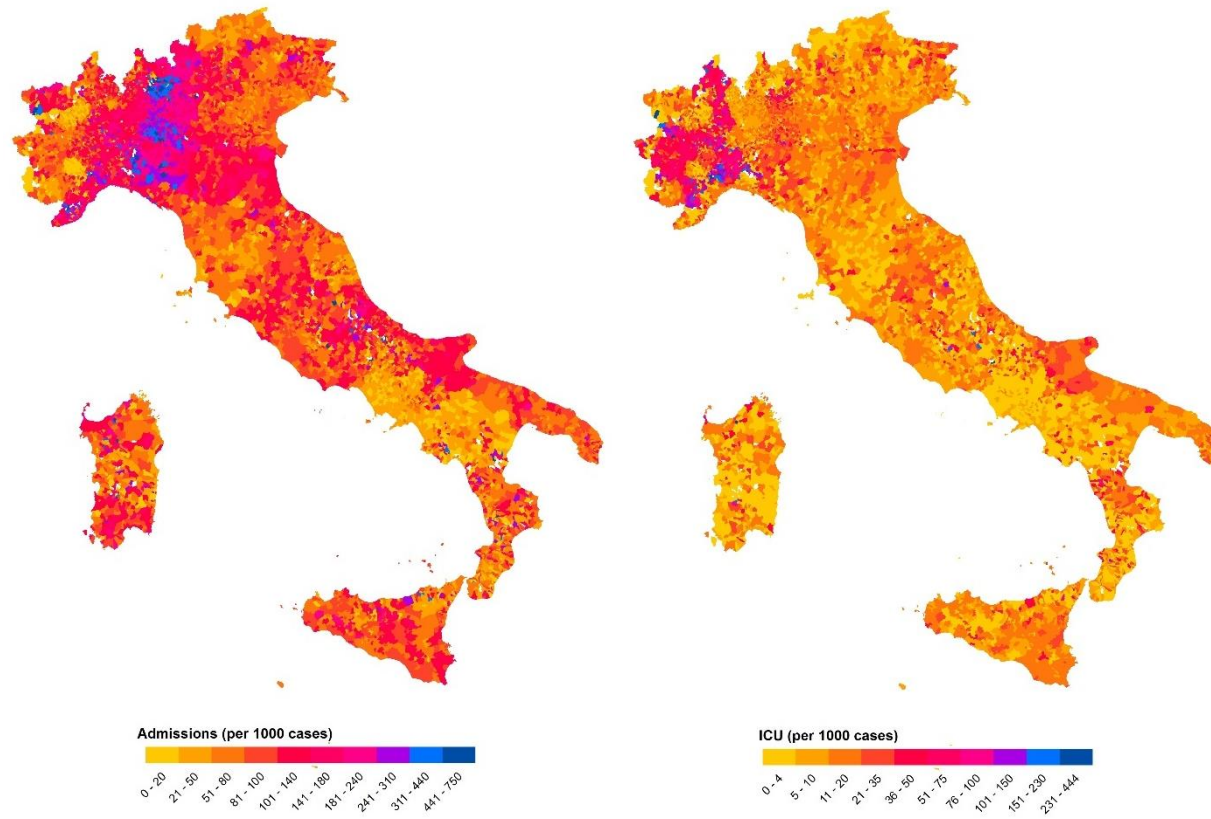 Admissions (per 1000 cases)
0 - 20
21 - 50
51 - 80
81 - 100
101 - 140
141 - 180
181 - 240
241 - 310
311 - 440
441 - 750
ICU (per 1000 cases)
0 - 4
5 - 10
11 - 20
21 - 35
36 - 50
51 - 75
76 - 100
101 - 150
151 - 230
231 - 444